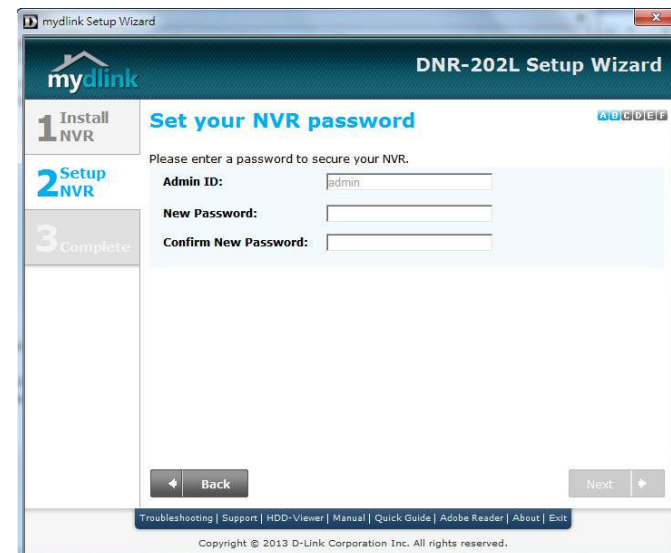 mydlink Setup Wizard
mydlink
DNR-202L Setup Wizard
1 Install NVR
2 Setup NVR
3 Complete
Set your NVR password
A B C D E F
Please enter a password to secure your NVR.
Admin ID: admin
New Password:
Confirm New Password:
Back
Next
Troubleshooting | Support | HDD-Viewer | Manual | Quick Guide | Adobe Reader | About | Exit
Copyright © 2013 D-Link Corporation Inc. All rights reserved.